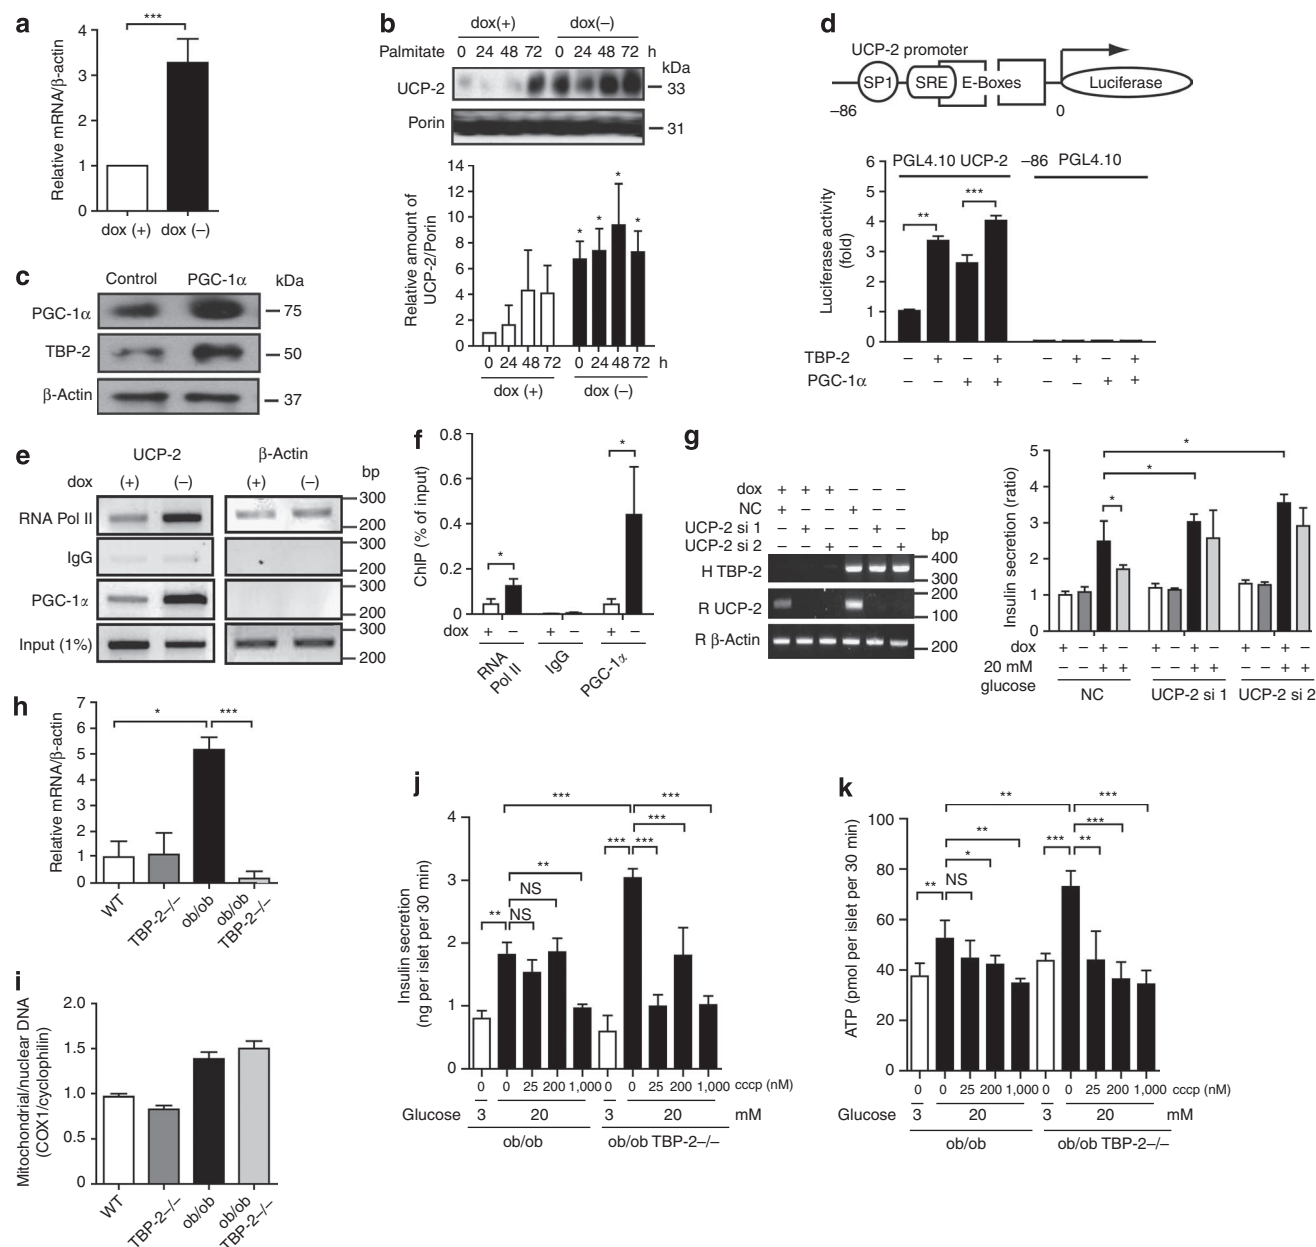 a
***
4
3
2
1
0
Relative mRNA/β-actin
dox (+)
dox (–)
b
dox(+) dox(–)
Palmitate 0 24 48 72 0 24 48 72 h
kDa
UCP-2
33
Porin
31
14
12
10
8
6
4
2
0
Relative amount of
UCP-2/Porin
* * * *
0 24 48 72 0 24 48 72 h
dox (+) dox (–)
c
Control PGC-1α kDa
PGC-1α 75
TBP-2 50
β-Actin 37
d
UCP-2 promoter
SP1 SRE E-Boxes Luciferase
–86 0
6
5
4
3
2
1
0
Luciferase activity
(fold)
PGL4.10 UCP-2 –86 PGL4.10
** ***
TBP-2 – + – + – + – +
PGC-1α – – + + – – + +
e
UCP-2 β-Actin
bp
dox (+) (–) (+) (–)
RNA Pol II
300
200
IgG
300
200
PGC-1α
300
200
Input (1%)
300
200
f
0.8
0.6
0.4
0.2
0
ChIP (% of input)
* *
dox + – + – + –
RNA
Pol II
IgG
PGC-1α
g
dox + + + – – –
NC + +
UCP-2 si 1 + +
UCP-2 si 2 + +
bp
H TBP-2
400
300
R UCP-2
200
100
R β-Actin
200
5
4
3
2
1
0
Insulin secretion (ratio)
*
*
*
dox + – + – + – + – + – + –
20 mM – – + + – – + + – – + +
glucose
NC UCP-2 si 1 UCP-2 si 2
h
7
6
5
4
3
2
1
0
Relative mRNA/β-actin
* ***
WT
TBP-2–/–
ob/ob
ob/ob
TBP-2–/–
i
2.0
1.5
1.0
0.5
0
Mitochondrial/nuclear DNA
(COX1/cyclophilin)
WT
TBP-2–/–
ob/ob
ob/ob
TBP-2–/–
j
4
3
2
1
0
Insulin secretion
(ng per islet per 30 min)
*** ***
***
** *** ***
NS
** NS
0 0 25 200 1,000 0 0 25 200 1,000 cccp (nM)
Glucose 3 20 3 20 mM
ob/ob ob/ob TBP-2–/–
k
100
80
60
40
20
0
ATP (pmol per islet per 30 min)
** ***
***
** *** **
*
** NS
0 0 25 200 1,000 0 0 25 200 1,000 cccp (nM)
Glucose 3 20 3 20 mM
ob/ob ob/ob TBP-2–/–